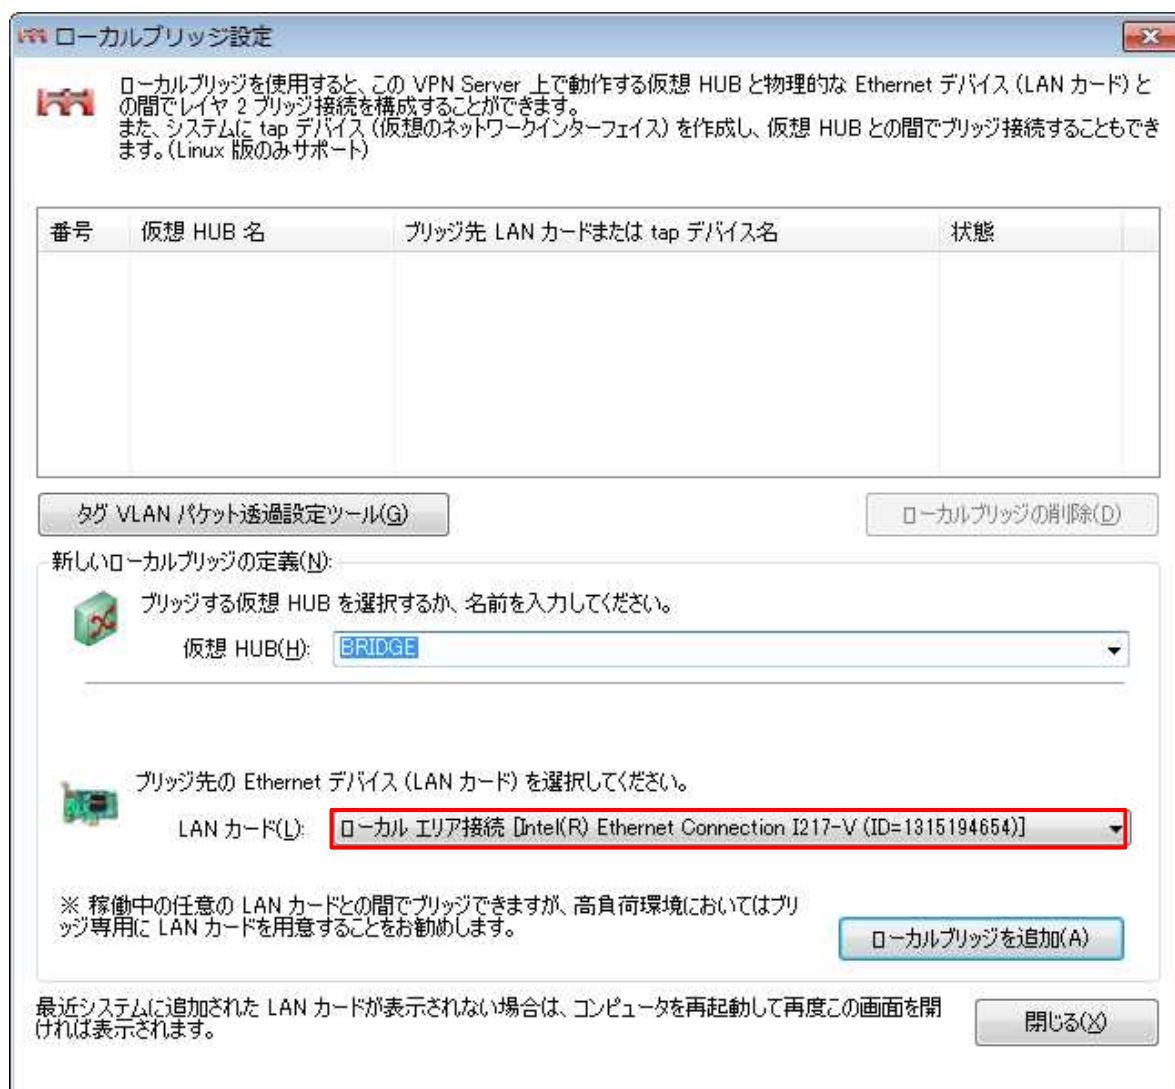 ローカルブリッジ設定
ローカルブリッジを使用すると、この VPN Server 上で動作する仮想 HUB と物理的な Ethernet デバイス (LAN カード) と
の間でレイヤ 2 ブリッジ接続を構成することができます。
また、システムに tap デバイス (仮想のネットワークインターフェイス) を作成し、仮想 HUB との間でブリッジ接続することもでき
ます。(Linux 版のみサポート)
番号 仮想 HUB 名 ブリッジ先 LAN カードまたは tap デバイス名 状態
タグ VLAN パケット透過設定ツール(G) ローカルブリッジの削除(D)
新しいローカルブリッジの定義(N):
ブリッジする仮想 HUB を選択するか、名前を入力してください。
仮想 HUB(H): BRIDGE
ブリッジ先の Ethernet デバイス (LAN カード) を選択してください。
LAN カード(L): ローカル エリア接続 [Intel(R) Ethernet Connection I217-V (ID=1315194654)]
※ 稼働中の任意の LAN カードとの間でブリッジできますが、高負荷環境においてはブリ
ッジ専用に LAN カードを用意することをお勧めします。
ローカルブリッジを追加(A)
最近システムに追加された LAN カードが表示されない場合は、コンピュータを再起動して再度この画面を開
ければ表示されます。
閉じる(X)